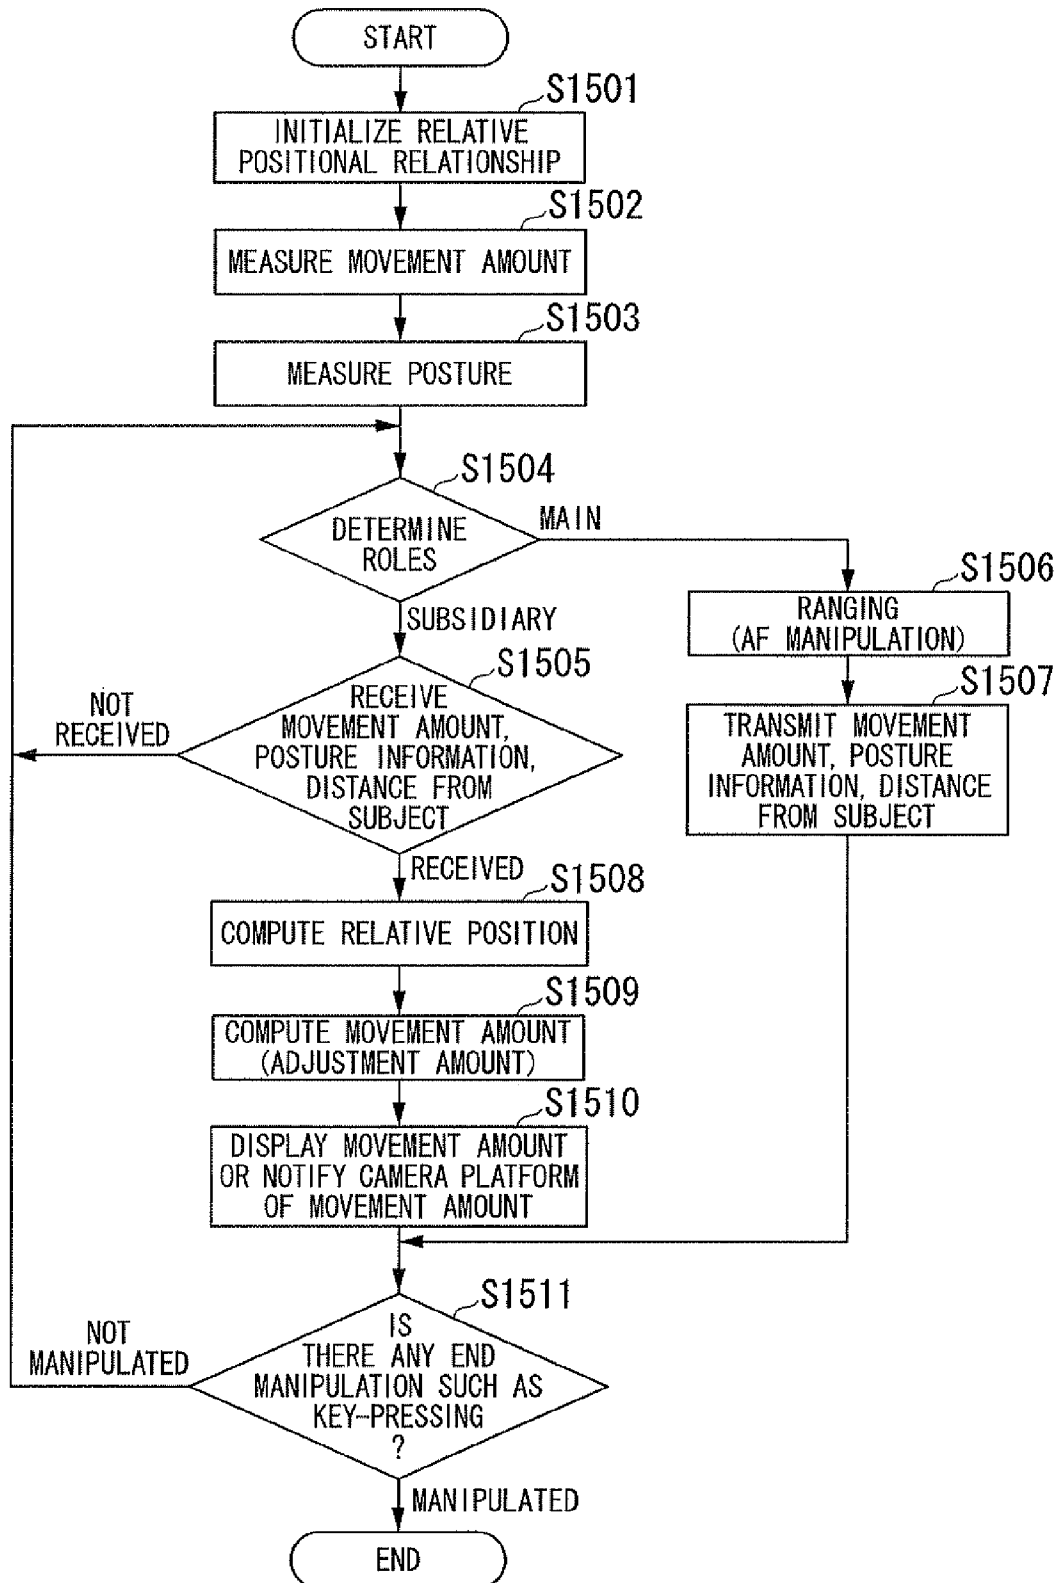 START
S1501
INITIALIZE RELATIVE
POSITIONAL RELATIONSHIP
S1502
MEASURE MOVEMENT AMOUNT
S1503
MEASURE POSTURE
S1504
DETERMINE
ROLES
MAIN
SUBSIDIARY
S1506
RANGING
(AF MANIPULATION)
S1505
RECEIVE
MOVEMENT AMOUNT,
POSTURE INFORMATION,
DISTANCE FROM
SUBJECT
NOT
RECEIVED
S1507
TRANSMIT MOVEMENT
AMOUNT, POSTURE
INFORMATION, DISTANCE
FROM SUBJECT
RECEIVED
S1508
COMPUTE RELATIVE POSITION
S1509
COMPUTE MOVEMENT AMOUNT
(ADJUSTMENT AMOUNT)
S1510
DISPLAY MOVEMENT AMOUNT
OR NOTIFY CAMERA PLATFORM
OF MOVEMENT AMOUNT
S1511
IS
THERE ANY END
MANIPULATION SUCH AS
KEY-PRESSING
?
NOT
MANIPULATED
MANIPULATED
END